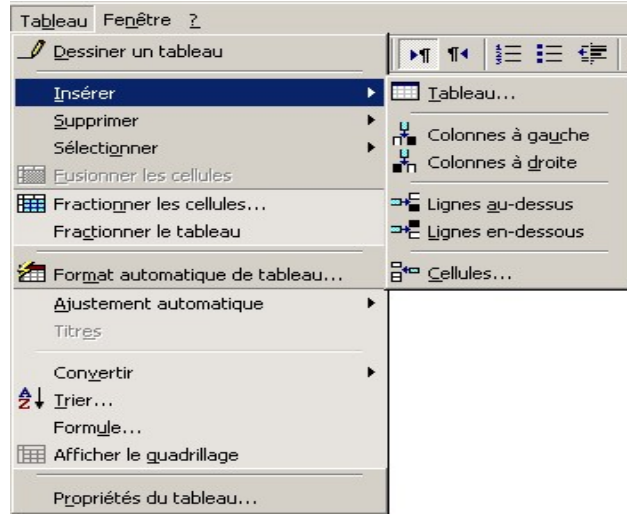 Tableau Fenêtre ?
Dessiner un tableau
Insérer
Supprimer
Sélectionner
Fusionner les cellules
Fractionner les cellules...
Fractionner le tableau
Format automatique de tableau...
Ajustement automatique
Titres
Convertir
Trier...
Formule...
Afficher le quadrillage
Propriétés du tableau...
Tableau...
Colonnes à gauche
Colonnes à droite
Lignes au-dessus
Lignes en-dessous
Cellules...